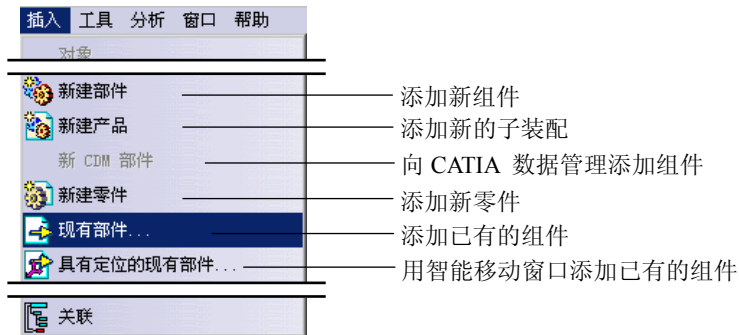 插入 工具 分析 窗口 帮助
对象
新建部件 添加新组件
新建产品 添加新的子装配
新 CDM 部件 向 CATIA 数据管理添加组件
新建零件 添加新零件
现有部件... 添加已有的组件
具有定位的现有部件... 用智能移动窗口添加已有的组件
关联